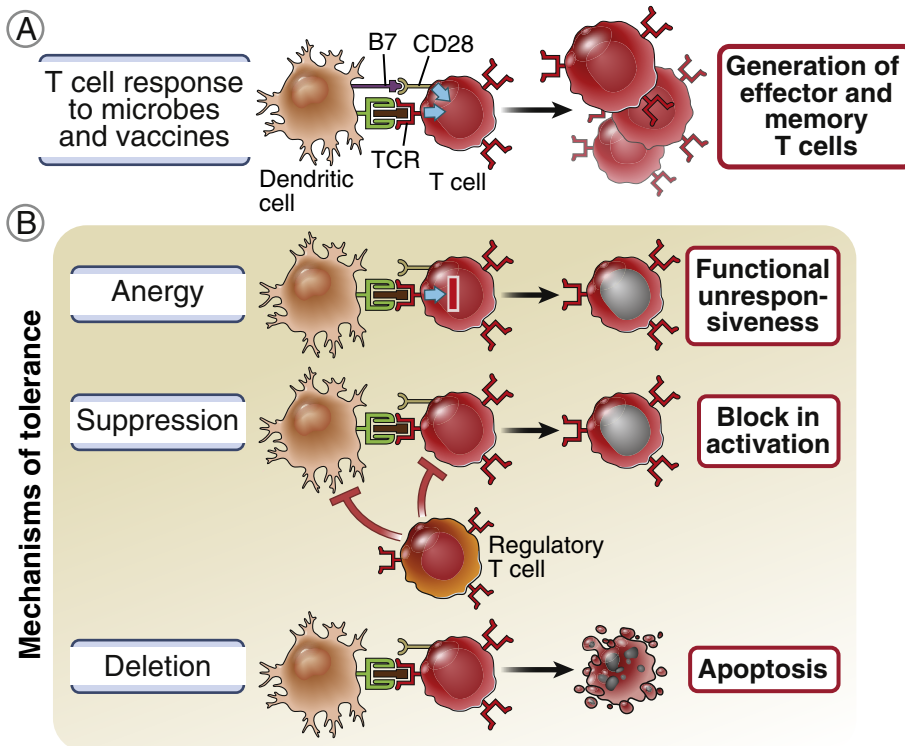 A
T cell response
to microbes
and vaccines
B7
CD28
TCR
Dendritic
cell
T cell
Generation of
effector and
memory
T cells
B
Mechanisms of tolerance
Anergy
Functional
unrespon-
siveness
Suppression
Block in
activation
Regulatory
T cell
Deletion
Apoptosis